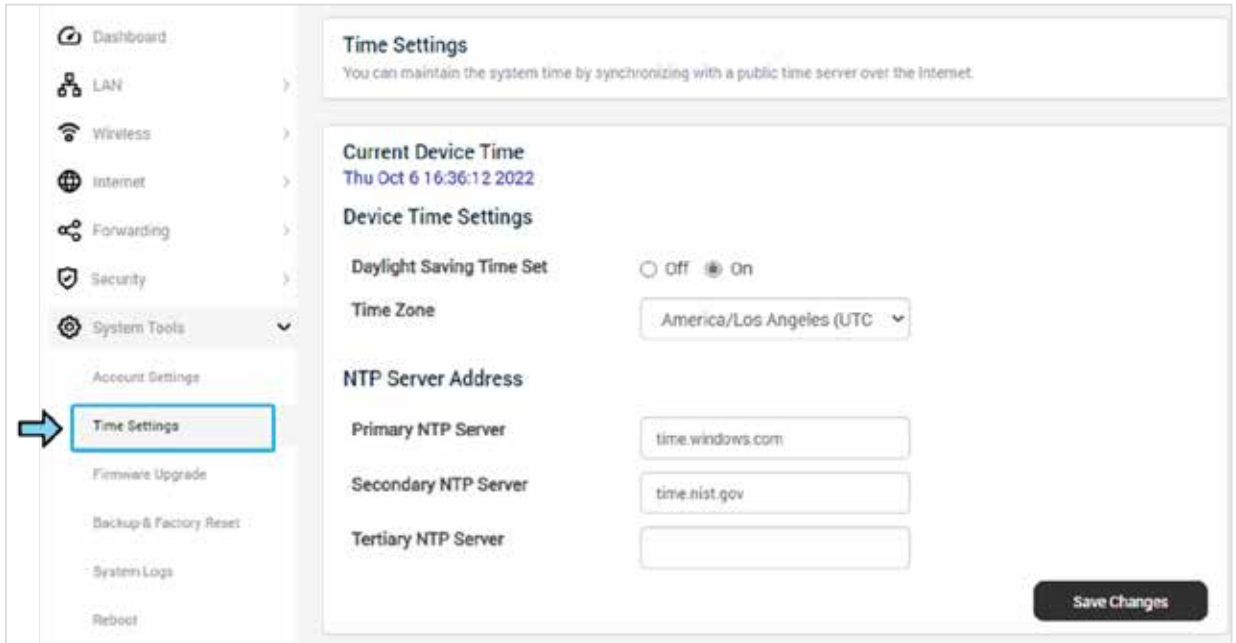 Dashboard
LAN
Wireless
Internet
Forwarding
Security
System Tools
Account Settings
Time Settings
Firmware Upgrade
Backup & Factory Reset
System Logs
Reboot
Time Settings
You can maintain the system time by synchronizing with a public time server over the Internet.
Current Device Time
Thu Oct 6 16:36:12 2022
Device Time Settings
Daylight Saving Time Set
Off On
Time Zone
America/Los Angeles (UTC
NTP Server Address
Primary NTP Server
time.windows.com
Secondary NTP Server
time.nist.gov
Tertiary NTP Server
Save Changes